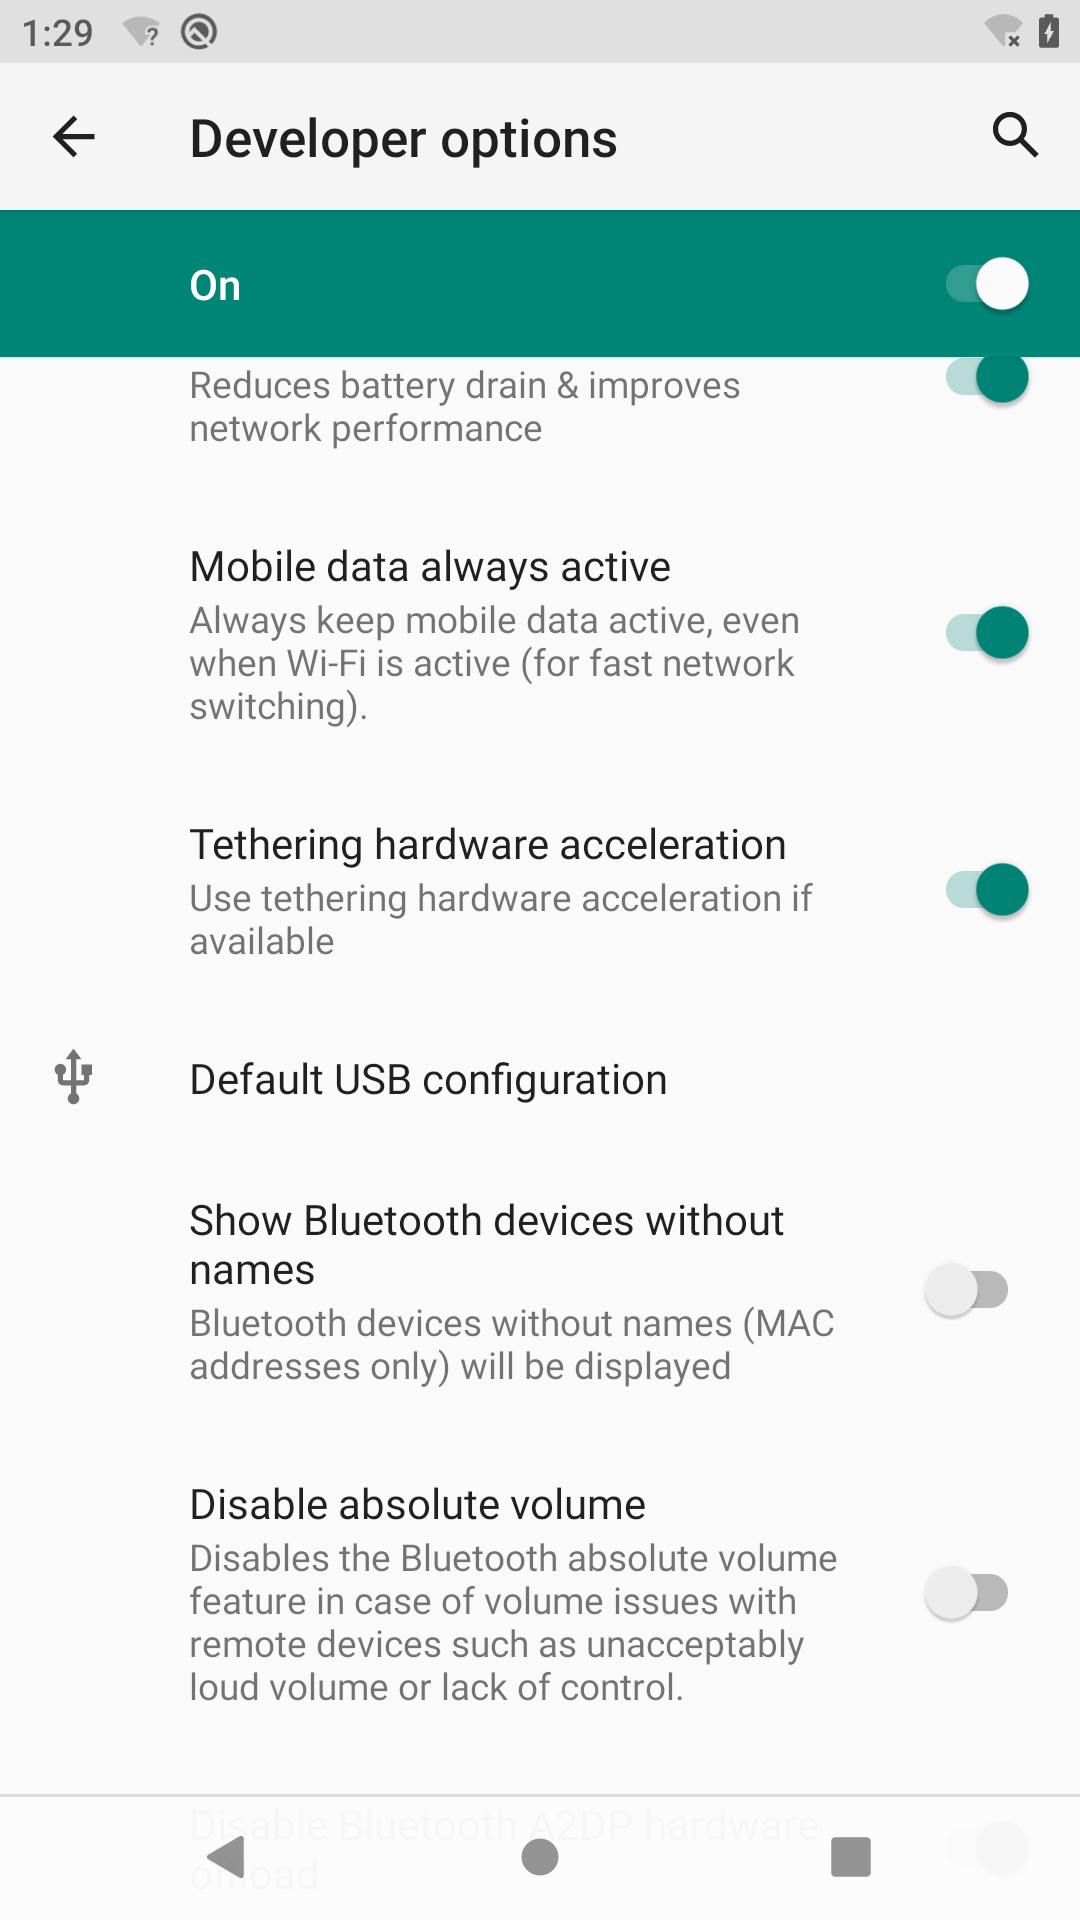 1:29
Developer options
On
Reduces battery drain & improves
network performance
Mobile data always active
Always keep mobile data active, even
when Wi-Fi is active (for fast network
switching).
Tethering hardware acceleration
Use tethering hardware acceleration if
available
Default USB configuration
Show Bluetooth devices without
names
Bluetooth devices without names (MAC
addresses only) will be displayed
Disable absolute volume
Disables the Bluetooth absolute volume
feature in case of volume issues with
remote devices such as unacceptably
loud volume or lack of control.
Disable Bluetooth A2DP hardware
offload